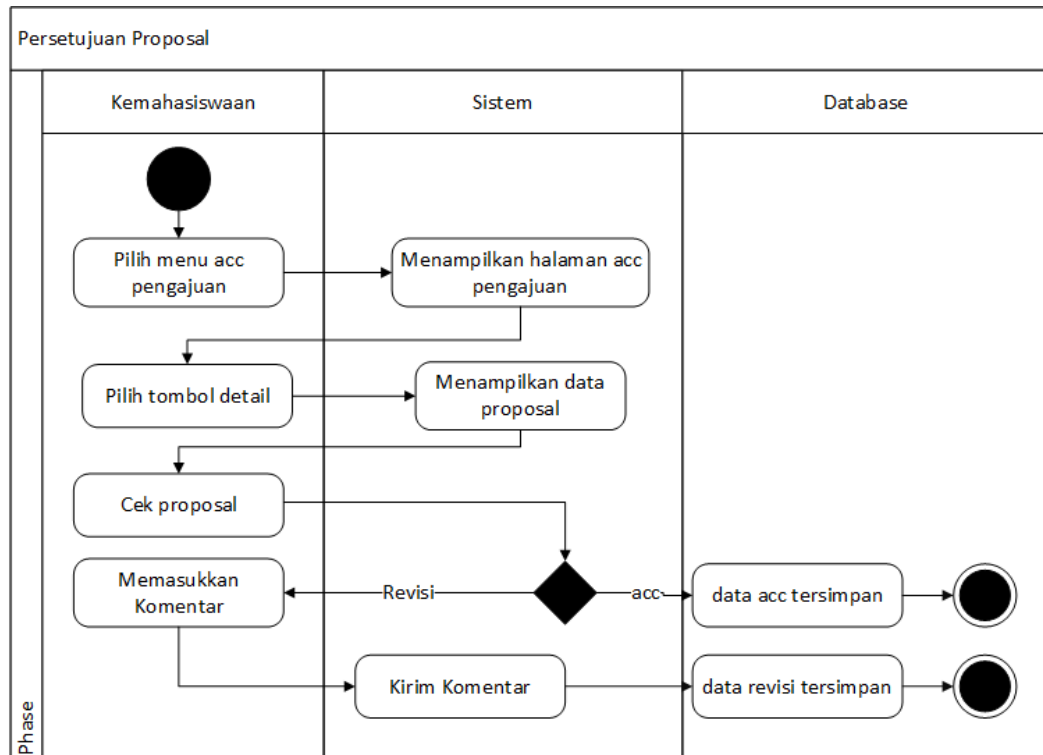 Persetujuan Proposal
Kemahasiswaan
Sistem
Database
Pilih menu acc
pengajuan
Menampilkan halaman acc
pengajuan
Pilih tombol detail
Menampilkan data
proposal
Cek proposal
Memasukkan
Komentar
Revisi
acc
data acc tersimpan
Kirim Komentar
data revisi tersimpan
Phase